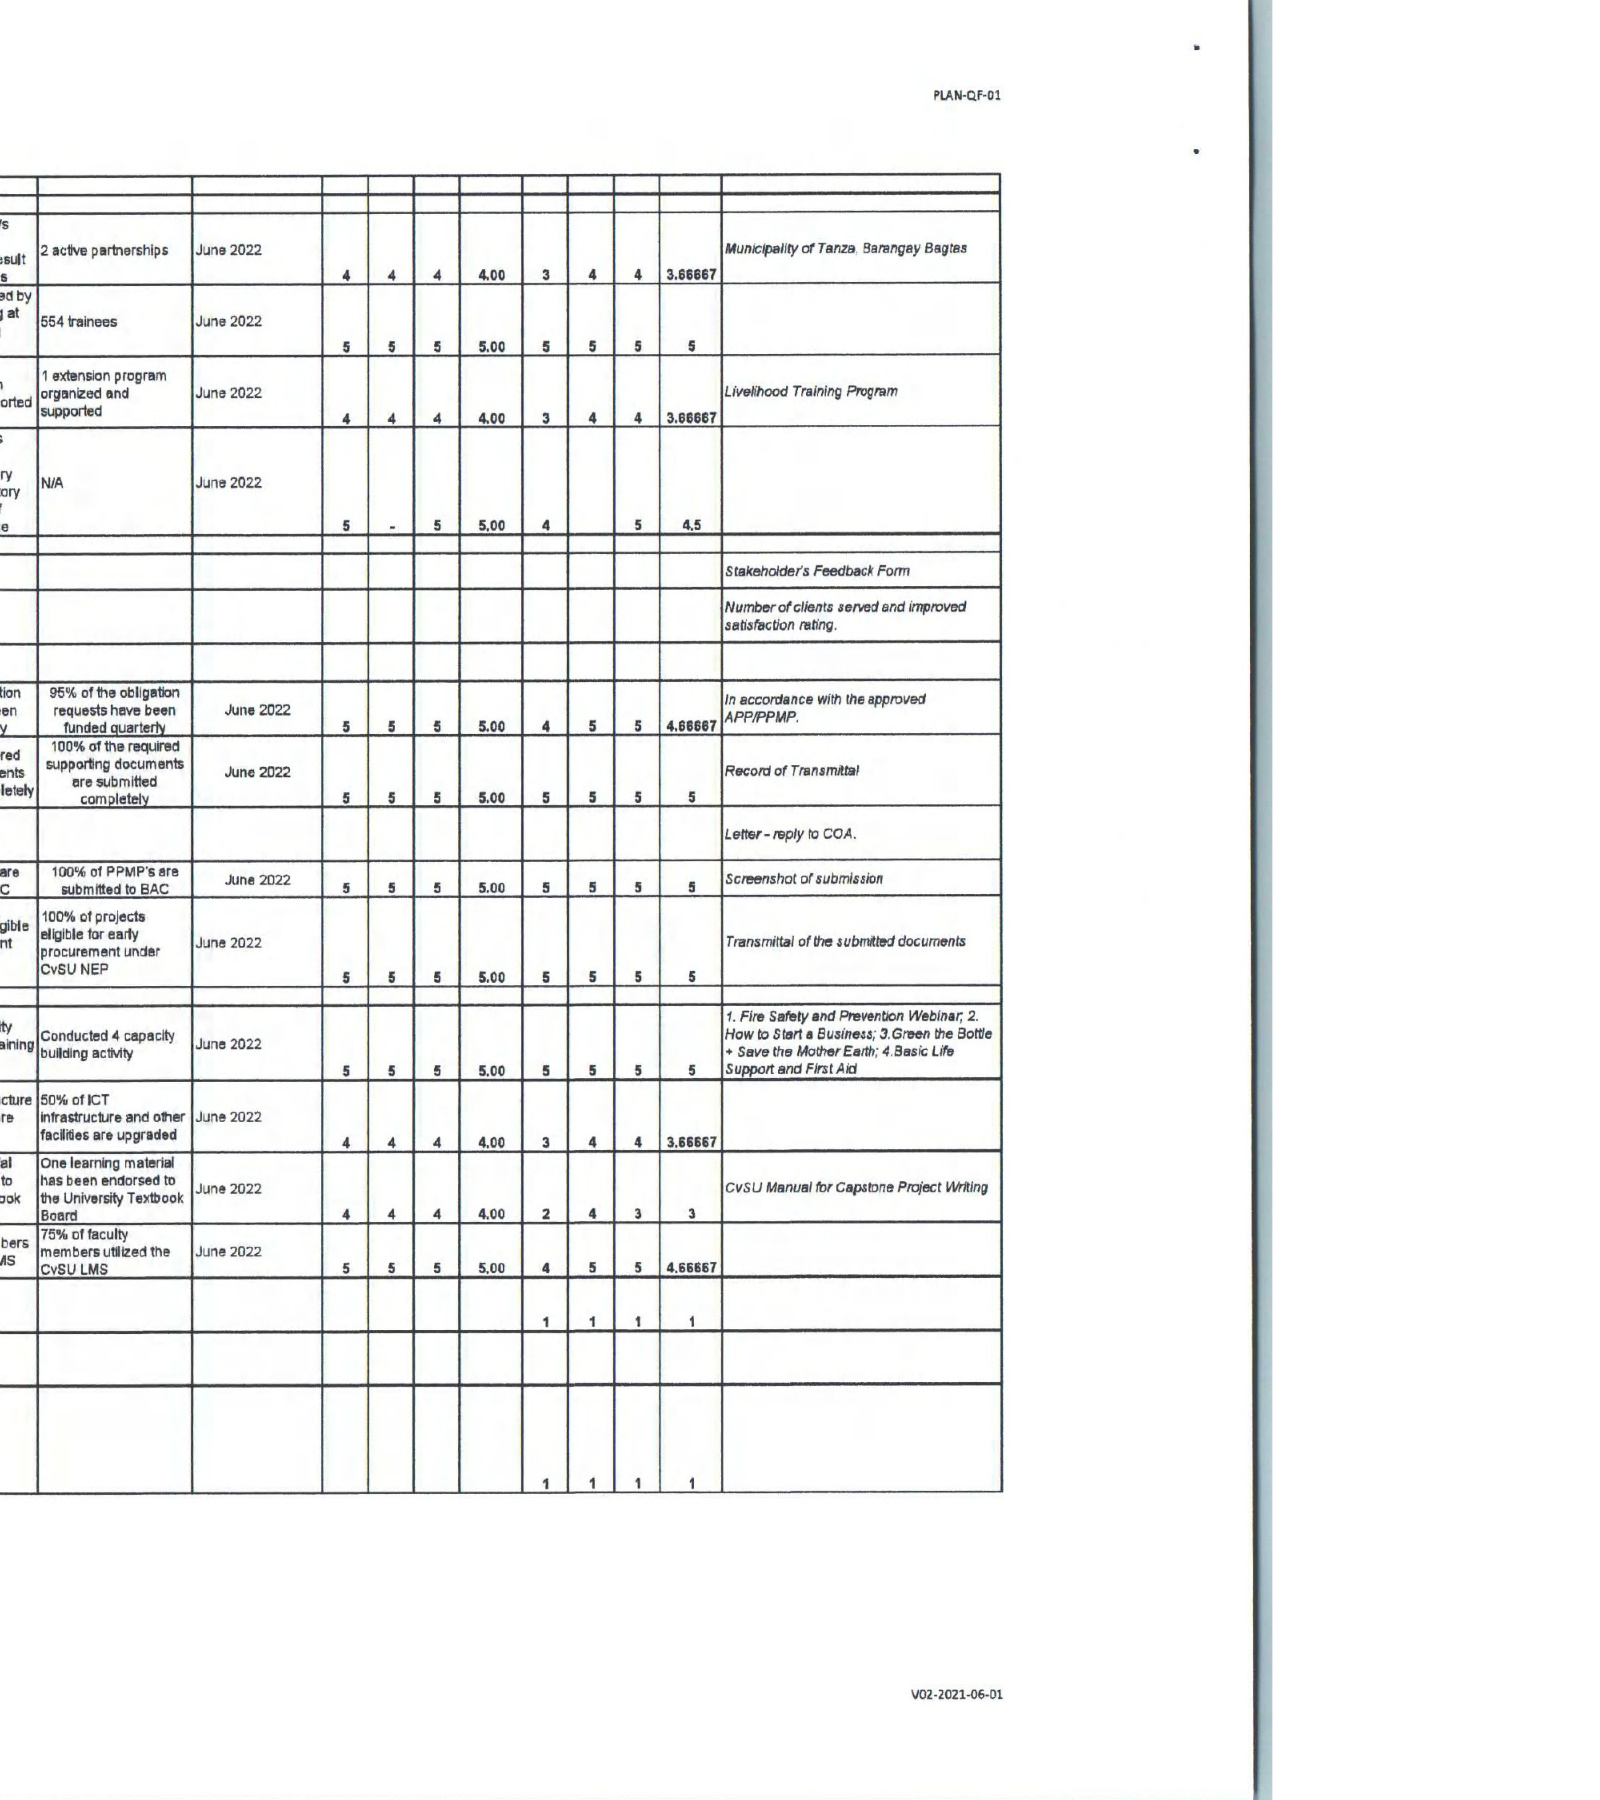 PLAN-QF-01
's
esult
s
2 active partnerships
June 2022
4 4 4 4.00 3 4 4 3.66667
Municipality of Tanza, Barangay Bagtas
ed by
g at
554 trainees
June 2022
5 5 5 5.00 5 5 5 5
orted
1 extension program
organized and
supported
June 2022
4 4 4 4.00 3 4 4 3.66667
Livelihood Training Program
s
ry
ory
e
N/A
June 2022
5 - 5 5.00 4 5 4.5
Stakeholder's Feedback Form
Number of clients served and improved
satisfaction rating.
tion
en
y
95% of the obligation
requests have been
funded quarterly
June 2022
5 5 5 5.00 4 5 5 4.66667
In accordance with the approved
APP/PPMP.
red
ents
letely
100% of the required
supporting documents
are submitted
completely
June 2022
5 5 5 5.00 5 5 5 5
Record of Transmittal
Letter - reply to COA.
are
C
100% of PPMP's are
submitted to BAC
June 2022
5 5 5 5.00 5 5 5 5
Screenshot of submission
gible
nt
100% of projects
eligible for early
procurement under
CvSU NEP
June 2022
5 5 5 5.00 5 5 5 5
Transmittal of the submitted documents
ty
aining
Conducted 4 capacity
building activity
June 2022
5 5 5 5.00 5 5 5 5
1. Fire Safety and Prevention Webinar; 2.
How to Start a Business; 3.Green the Bottle
+ Save the Mother Earth; 4.Basic Life
Support and First Aid
cture
re
50% of ICT
infrastructure and other
facilities are upgraded
June 2022
4 4 4 4.00 3 4 4 3.66667
al
to
ook
One learning material
has been endorsed to
the University Textbook
Board
June 2022
4 4 4 4.00 2 4 3 3
CvSU Manual for Capstone Project Writing
bers
MS
75% of faculty
members utilized the
CvSU LMS
June 2022
5 5 5 5.00 4 5 5 4.66667
1 1 1 1
1 1 1 1
V02-2021-06-01